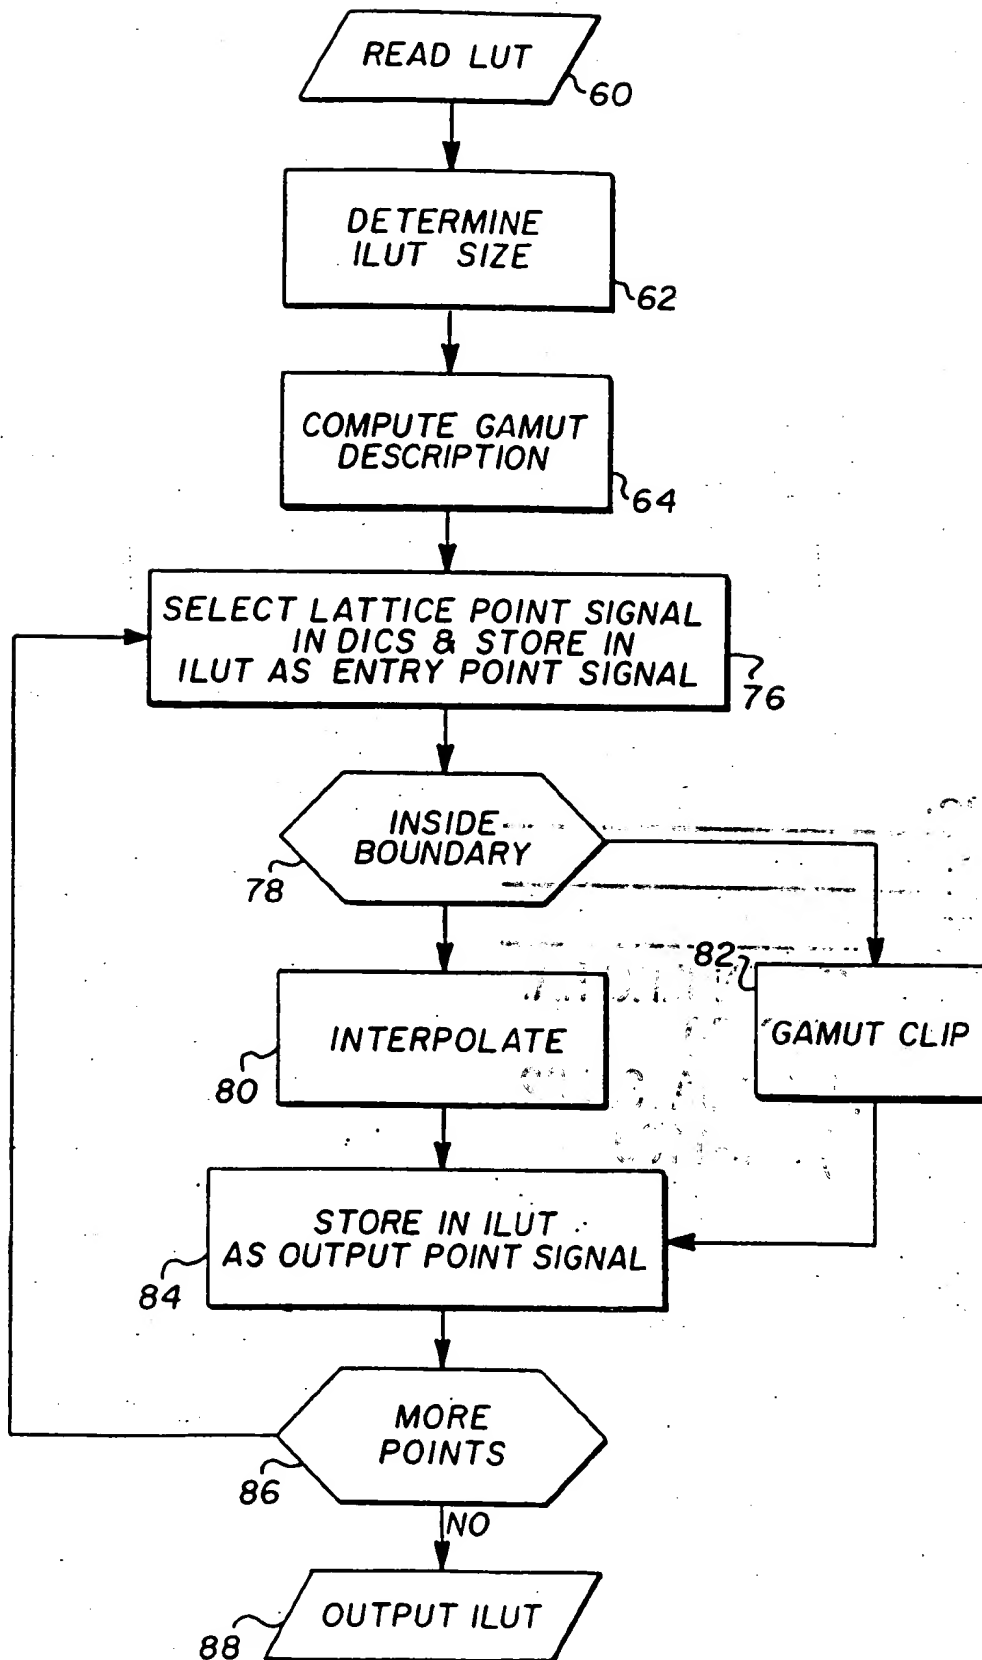 READ LUT
60
DETERMINE
ILUT SIZE
62
COMPUTE GAMUT
DESCRIPTION
64
SELECT LATTICE POINT SIGNAL
IN DICS & STORE IN
ILUT AS ENTRY POINT SIGNAL
76
INSIDE
BOUNDARY
78
82
INTERPOLATE
80
GAMUT CLIP
STORE IN ILUT
AS OUTPUT POINT SIGNAL
84
MORE
POINTS
86
NO
OUTPUT ILUT
88